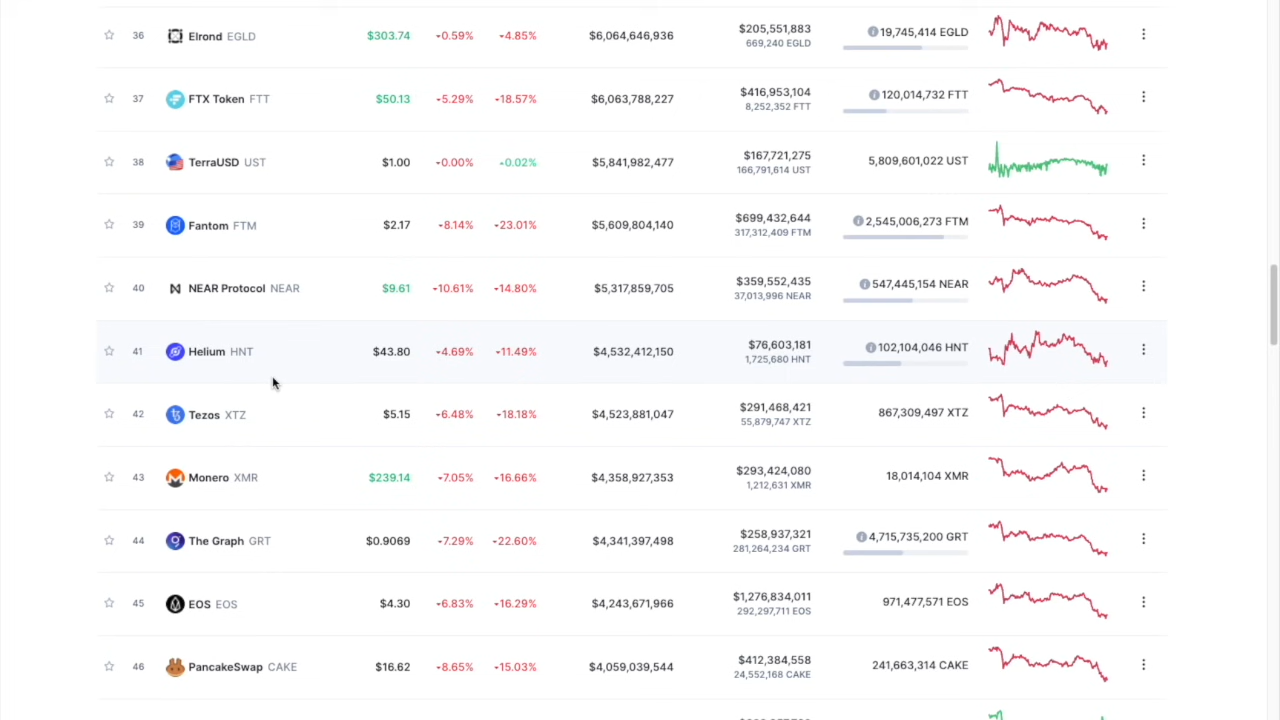 36 Elrond EGLD $303.74 -0.59% -4.85% $6,064,646,936 $205,551,883 19,745,414 EGLD
669,240 EGLD
37 FTX Token FTT $50.13 -5.29% -18.57% $6,063,788,227 $416,953,104 120,014,732 FTT
8,252,352 FTT
38 TerraUSD UST $1.00 -0.00% 0.02% $5,841,982,477 $167,721,275 5,809,601,022 UST
166,791,614 UST
39 Fantom FTM $2.17 -8.14% -23.01% $5,609,804,140 $699,432,644 2,545,006,273 FTM
317,312,409 FTM
40 NEAR Protocol NEAR $9.61 -10.61% -14.80% $5,317,859,705 $359,552,435 547,445,154 NEAR
37,013,996 NEAR
41 Helium HNT $43.80 -4.69% -11.49% $4,532,412,150 $76,603,181 102,104,046 HNT
1,725,680 HNT
42 Tezos XTZ $5.15 -6.48% -18.18% $4,523,881,047 $291,468,421 867,309,497 XTZ
55,879,747 XTZ
43 Monero XMR $239.14 -7.05% -16.66% $4,358,927,353 $293,424,080 18,014,104 XMR
1,212,631 XMR
44 The Graph GRT $0.9069 -7.29% -22.60% $4,341,397,498 $258,937,321 4,715,735,200 GRT
281,264,234 GRT
45 EOS EOS $4.30 -6.83% -16.29% $4,243,671,966 $1,276,834,011 971,477,571 EOS
292,297,711 EOS
46 PancakeSwap CAKE $16.62 -8.65% -15.03% $4,059,039,544 $412,384,558 241,663,314 CAKE
24,552,168 CAKE